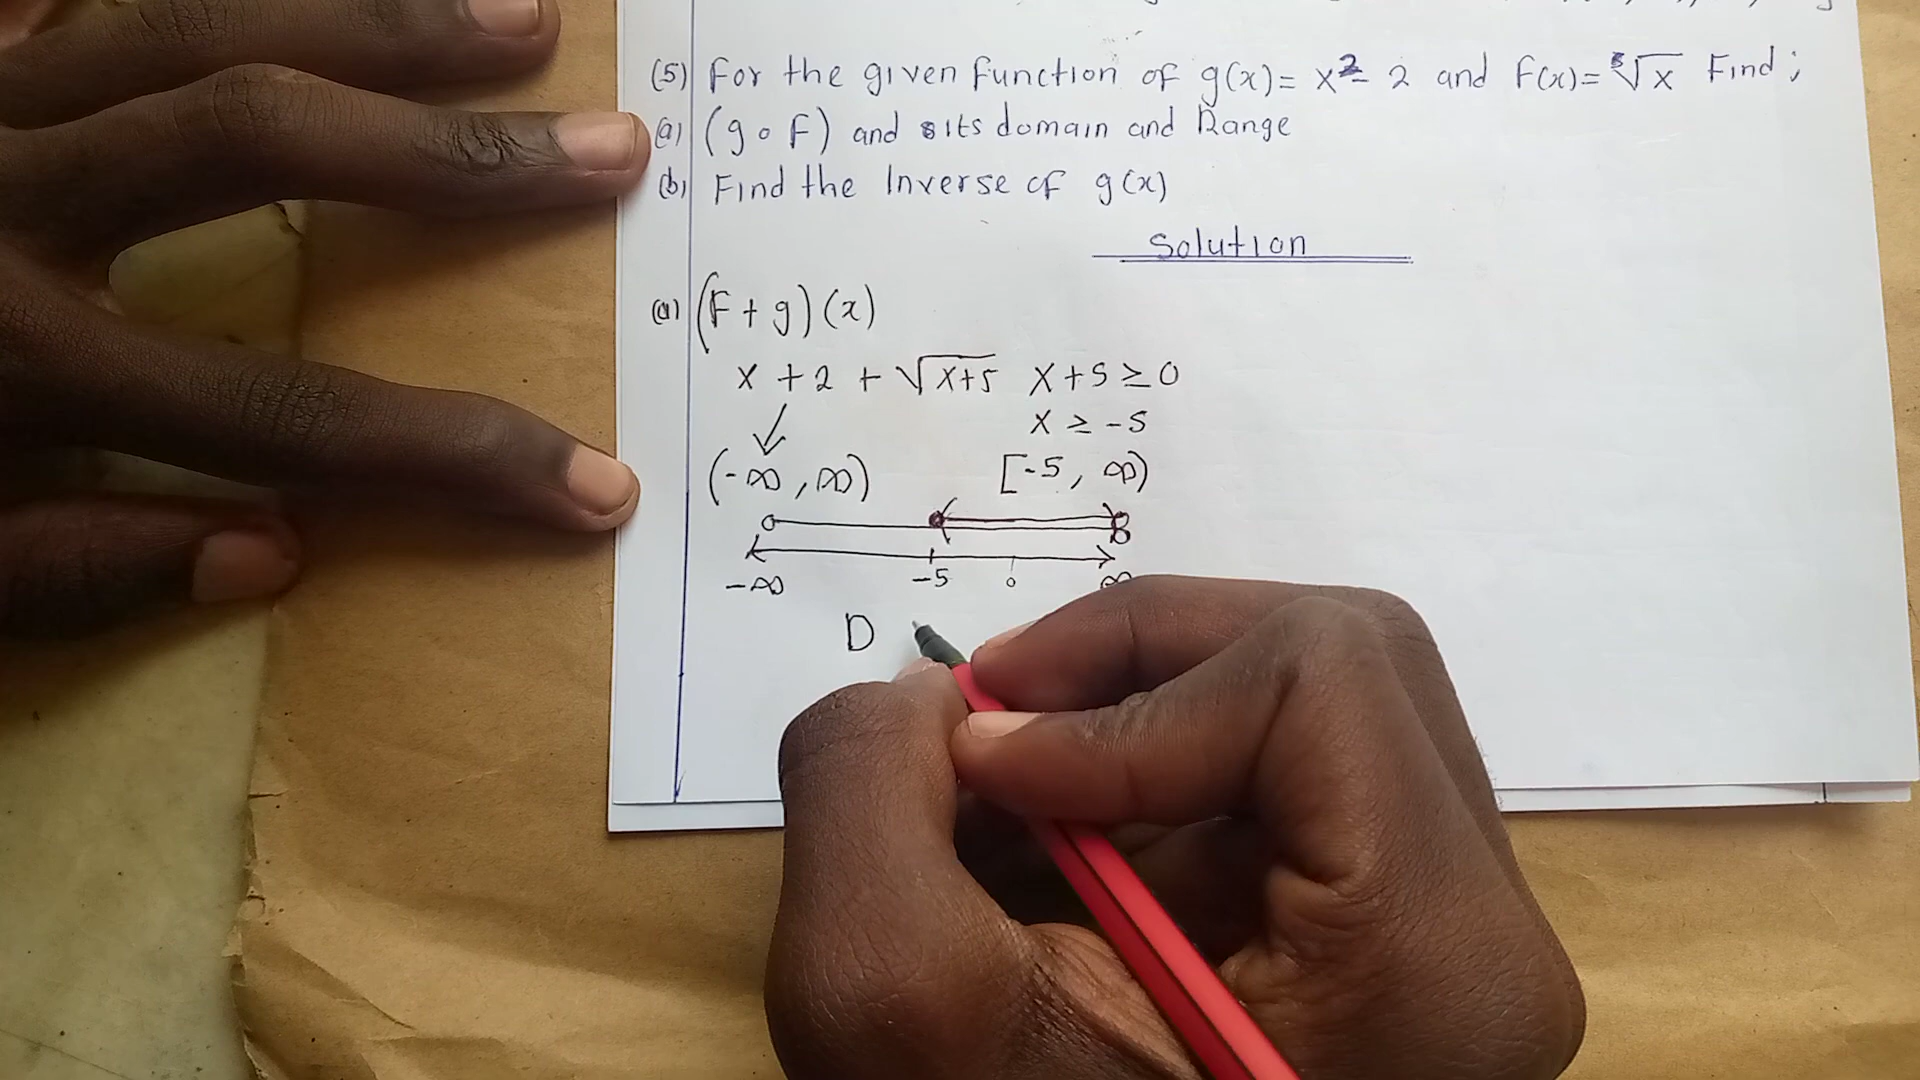 (5) For the given function of g(x)= x²- 2 and F(x)= ∛x Find;
(a) (g∘F) and its domain and Range
(b) Find the Inverse of g(x)
Solution
(a) (F+g)(x)
x +2 + √x+5 x+5≥0
x ≥ -5
(-∞,∞) [-5, ∞)
-∞ -5 0 ∞
D